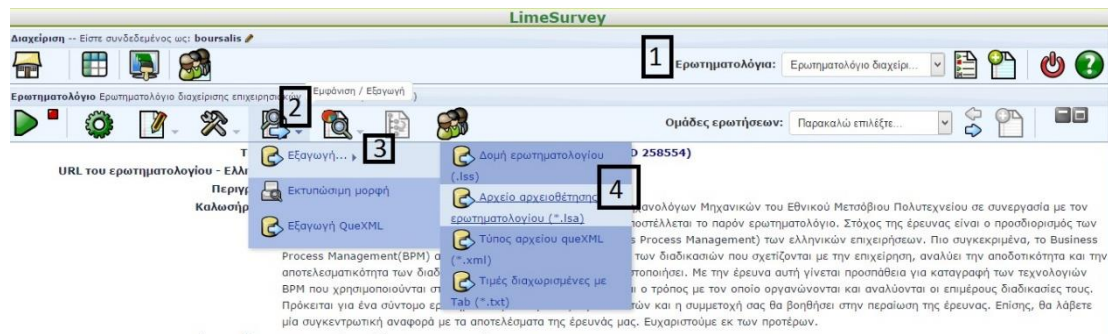 LimeSurvey
Διαχείριση -- Είστε συνδεδεμένος ως: boursalis
1
Ερωτηματολόγια: Ερωτηματολόγιο διαχείρι...
Ερωτηματολόγιο Ερωτηματολόγιο διαχείρισης
2
Εμφάνιση / Εξαγωγή
Ομάδες ερωτήσεων: Παρακαλώ επιλέξτε...
Εξαγωγή...
3
Δομή ερωτηματολογίου
(.lss)
D 258554)
URL του ερωτηματολογίου - Ελλη
Εκτυπώσιμη μορφή
Αρχείο αρχειοθέτησης
ερωτηματολογίου (*.lsa)
4
Περιγρ
Καλωσήρ
Εξαγωγή QueXML
Τύπος αρχείου queXML
(*.xml)
Τιμές διαχωρισμένες με
Tab (*.txt)
Μηχανικών του Εθνικού Μετσόβιου Πολυτεχνείου σε συνεργασία με τον
το παρόν ερωτηματολόγιο. Στόχος της έρευνας είναι ο προσδιορισμός των
Process Management) των ελληνικών επιχειρήσεων. Πιο συγκεκριμένα, το Business
Process Management(BPM) α των διαδικασιών που σχετίζονται με την επιχείρηση, αναλύει την αποδοτικότητα και την
αποτελεσματικότητα των διαδ Με την έρευνα αυτή γίνεται προσπάθεια για καταγραφή των τεχνολογιών
BPM που χρησιμοποιούνται στ ο τρόπος με τον οποίο οργανώνονται και αναλύονται οι επιμέρους διαδικασίες τους.
Πρόκειται για ένα σύντομο ερ και η συμμετοχή σας θα βοηθήσει στην περαίωση της έρευνας. Επίσης, θα λάβετε
μία συγκεντρωτική αναφορά με τα αποτελέσματα της έρευνάς μας. Ευχαριστούμε εκ των προτέρων.